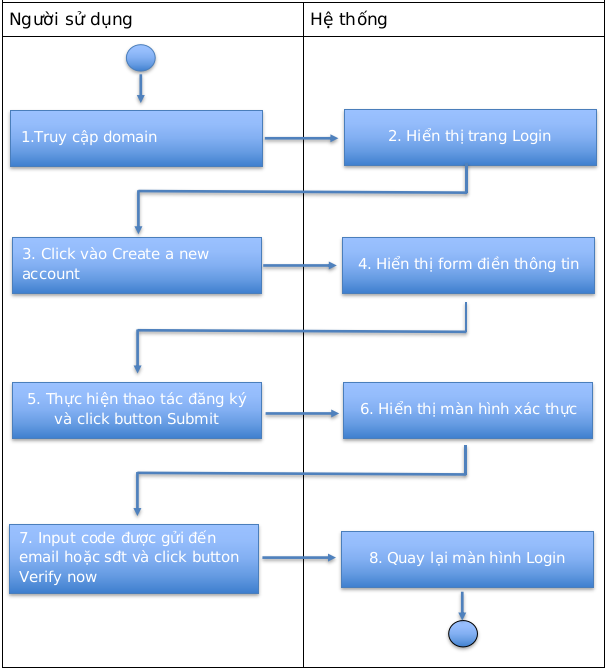 Người sử dụng
Hệ thống
1.Truy cập domain
2. Hiển thị trang Login
3. Click vào Create a new
account
4. Hiển thị form điền thông tin
5. Thực hiện thao tác đăng ký
và click button Submit
6. Hiển thị màn hình xác thực
7. Input code được gửi đến
email hoặc sđt và click button
Verify now
8. Quay lại màn hình Login